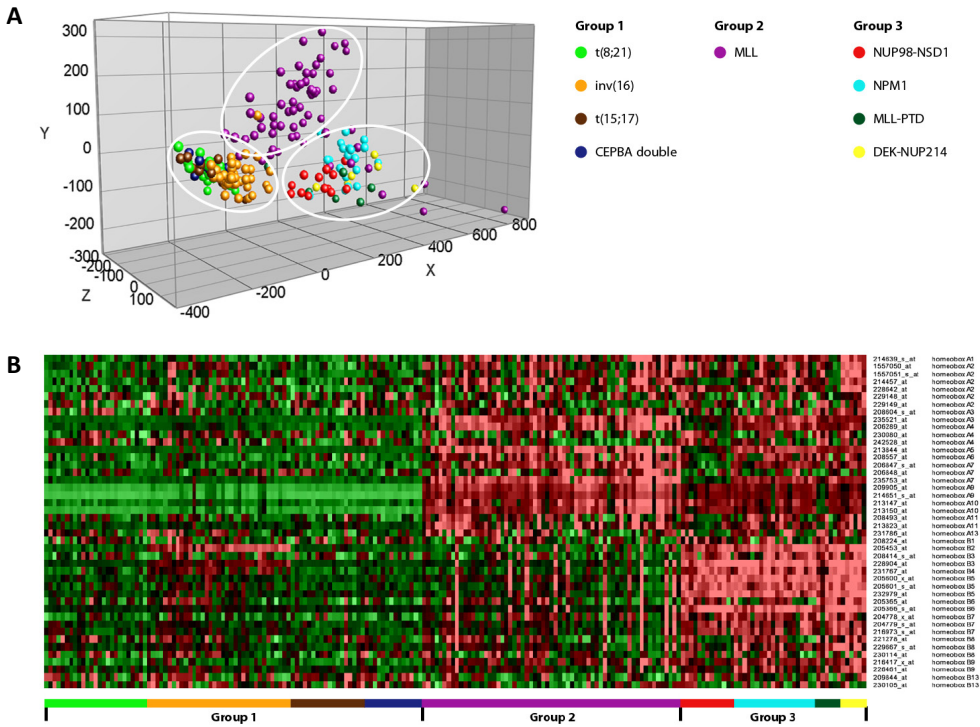 A
Group 1
t(8;21)
inv(16)
t(15;17)
CEPBA double
Group 2
MLL
Group 3
NUP98-NSD1
NPM1
MLL-PTD
DEK-NUP214
300
200
100
0
-100
-200
-300
Y
-200
-100
0
100
Z
-400
-200
0
200
400
600
800
X
B
214639_s_at homeobox A1
1557050_at homeobox A2
1557051_s_at homeobox A2
214457_at homeobox A2
228642_at homeobox A2
229148_at homeobox A2
229149_at homeobox A2
208604_s_at homeobox A3
235521_at homeobox A3
206289_at homeobox A4
230080_at homeobox A4
242528_at homeobox A4
213844_at homeobox A5
208557_at homeobox A6
206847_s_at homeobox A7
206848_at homeobox A7
235753_at homeobox A7
209905_at homeobox A9
214651_s_at homeobox A9
213147_at homeobox A10
213150_at homeobox A10
208493_at homeobox A11
213823_at homeobox A11
231786_at homeobox A13
208224_at homeobox B1
205453_at homeobox B2
208414_s_at homeobox B3
228904_at homeobox B3
231767_at homeobox B4
205600_x_at homeobox B5
205601_s_at homeobox B5
232979_at homeobox B5
205365_at homeobox B6
205366_s_at homeobox B6
204778_x_at homeobox B7
204779_s_at homeobox B7
216973_s_at homeobox B7
221278_at homeobox B8
229667_s_at homeobox B8
230114_at homeobox B8
216417_x_at homeobox B9
226461_at homeobox B9
209844_at homeobox B13
230105_at homeobox B13
Group 1
Group 2
Group 3